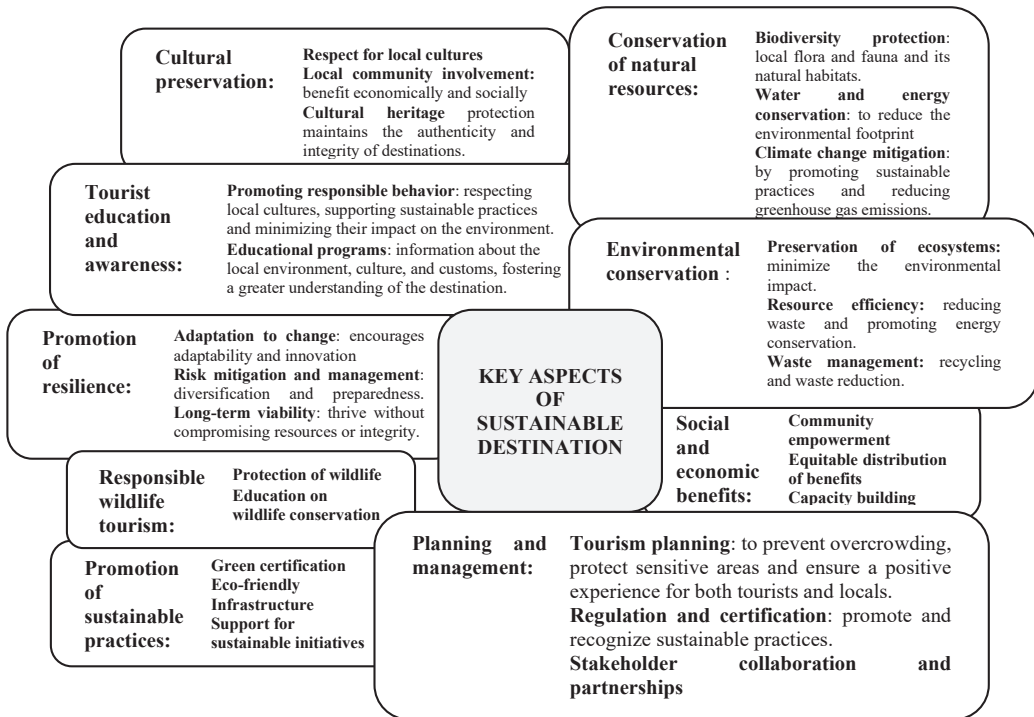 Cultural
preservation:
Respect for local cultures
Local community involvement:
benefit economically and socially
Cultural heritage protection
maintains the authenticity and
integrity of destinations.
Conservation
of natural
resources:
Biodiversity protection:
local flora and fauna and its
natural habitats.
Water and energy
conservation: to reduce the
environmental footprint
Climate change mitigation:
by promoting sustainable
practices and reducing
greenhouse gas emissions.
Tourist
education
and
awareness:
Promoting responsible behavior: respecting
local cultures, supporting sustainable practices
and minimizing their impact on the environment.
Educational programs: information about the
local environment, culture, and customs, fostering
a greater understanding of the destination.
Environmental
conservation :
Preservation of ecosystems:
minimize the environmental
impact.
Resource efficiency: reducing
waste and promoting energy
conservation.
Waste management: recycling
and waste reduction.
Promotion
of
resilience:
Adaptation to change: encourages
adaptability and innovation
Risk mitigation and management:
diversification and preparedness.
Long-term viability: thrive without
compromising resources or integrity.
KEY ASPECTS
OF
SUSTAINABLE
DESTINATION
Social
and
economic
benefits:
Community
empowerment
Equitable distribution
of benefits
Capacity building
Responsible
wildlife
tourism:
Protection of wildlife
Education on
wildlife conservation
Planning and
management:
Tourism planning: to prevent overcrowding,
protect sensitive areas and ensure a positive
experience for both tourists and locals.
Regulation and certification: promote and
recognize sustainable practices.
Stakeholder collaboration and
partnerships
Promotion
of
sustainable
practices:
Green certification
Eco-friendly
Infrastructure
Support for
sustainable initiatives